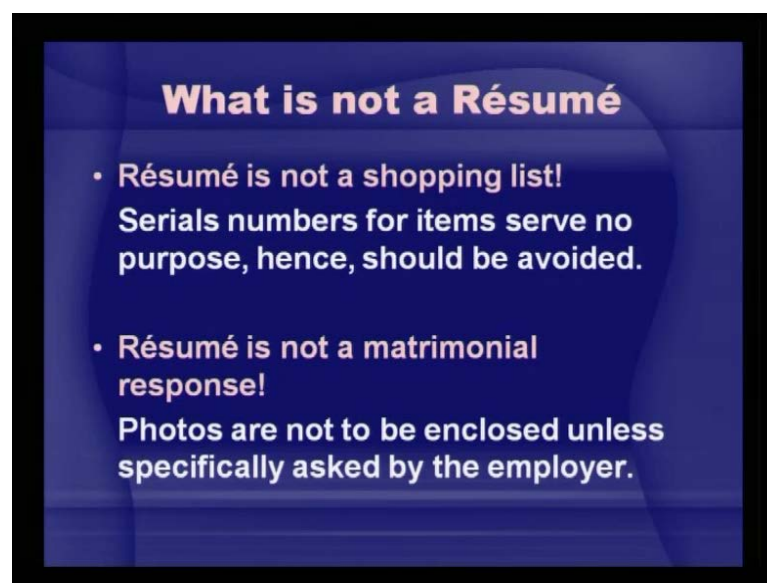 What is not a Résumé
• Résumé is not a shopping list!
Serials numbers for items serve no
purpose, hence, should be avoided.
• Résumé is not a matrimonial
response!
Photos are not to be enclosed unless
specifically asked by the employer.